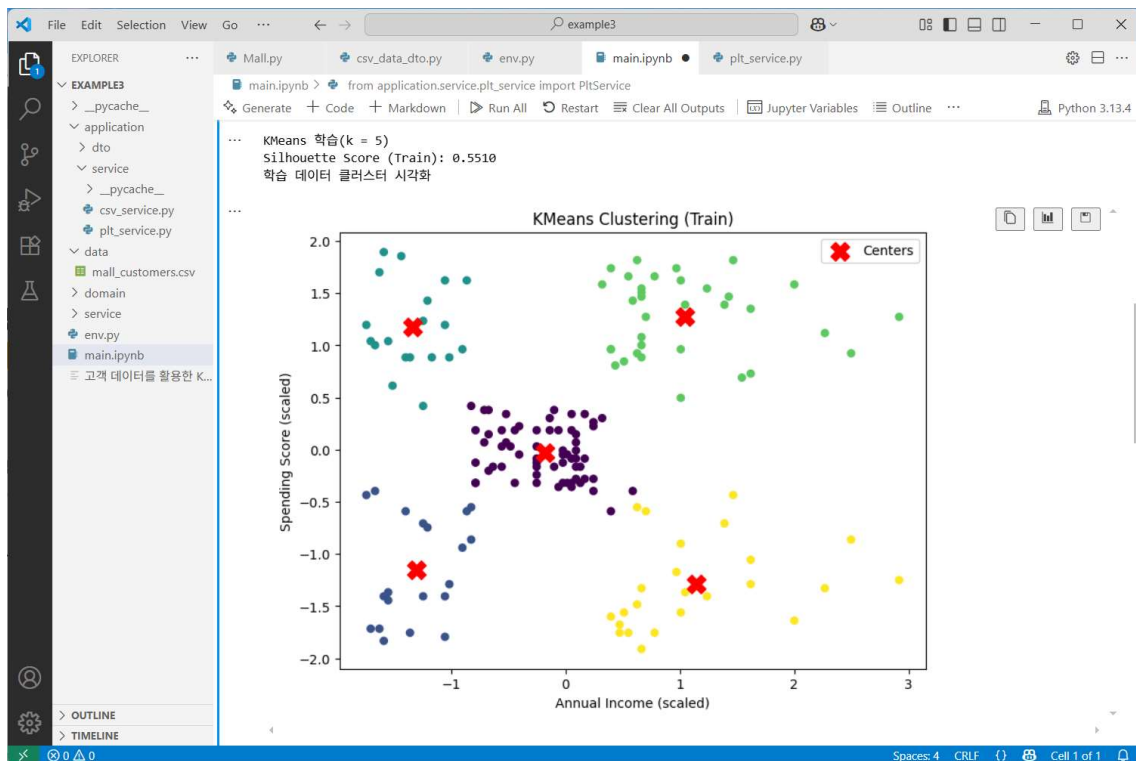 File Edit Selection View Go ··· example3
EXPLORER ···
EXAMPLE3
__pycache__
application
dto
service
__pycache__
csv_service.py
plt_service.py
data
mall_customers.csv
domain
service
env.py
main.ipynb
고객 데이터를 활용한 K...
OUTLINE
TIMELINE
Mall.py csv_data_dto.py env.py main.ipynb plt_service.py
main.ipynb > from application.service.plt_service import PltService
Generate + Code + Markdown Run All Restart Clear All Outputs Jupyter Variables Outline ··· Python 3.13.4
KMeans 학습(k = 5)
Silhouette Score (Train): 0.5510
학습 데이터 클러스터 시각화
KMeans Clustering (Train)
Centers
Spending Score (scaled)
2.0
1.5
1.0
0.5
0.0
−0.5
−1.0
−1.5
−2.0
−1 0 1 2 3
Annual Income (scaled)
1
0 0 Spaces: 4 CRLF {} Cell 1 of 1